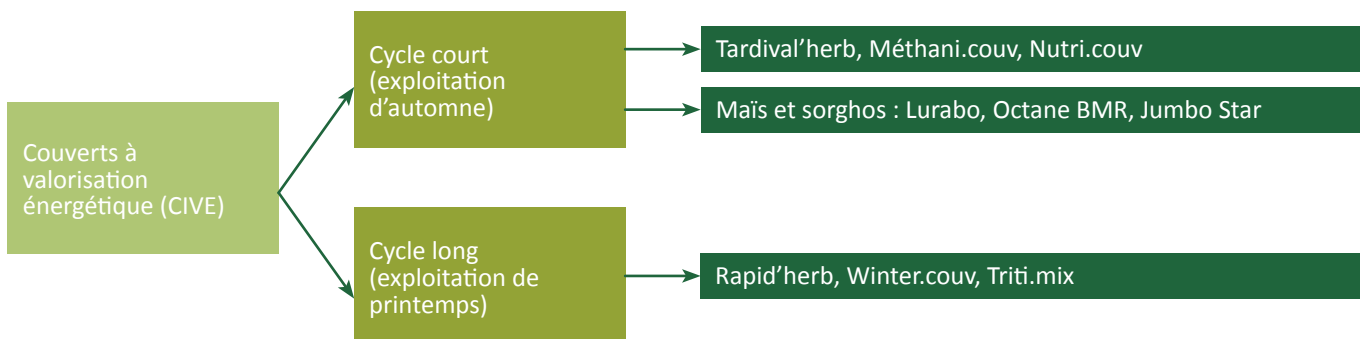 Couverts à
valorisation
énergétique (CIVE)
Cycle court
(exploitation
d’automne)
Tardival’herb, Méthani.couv, Nutri.couv
Maïs et sorghos : Lurabo, Octane BMR, Jumbo Star
Cycle long
(exploitation de
printemps)
Rapid’herb, Winter.couv, Triti.mix